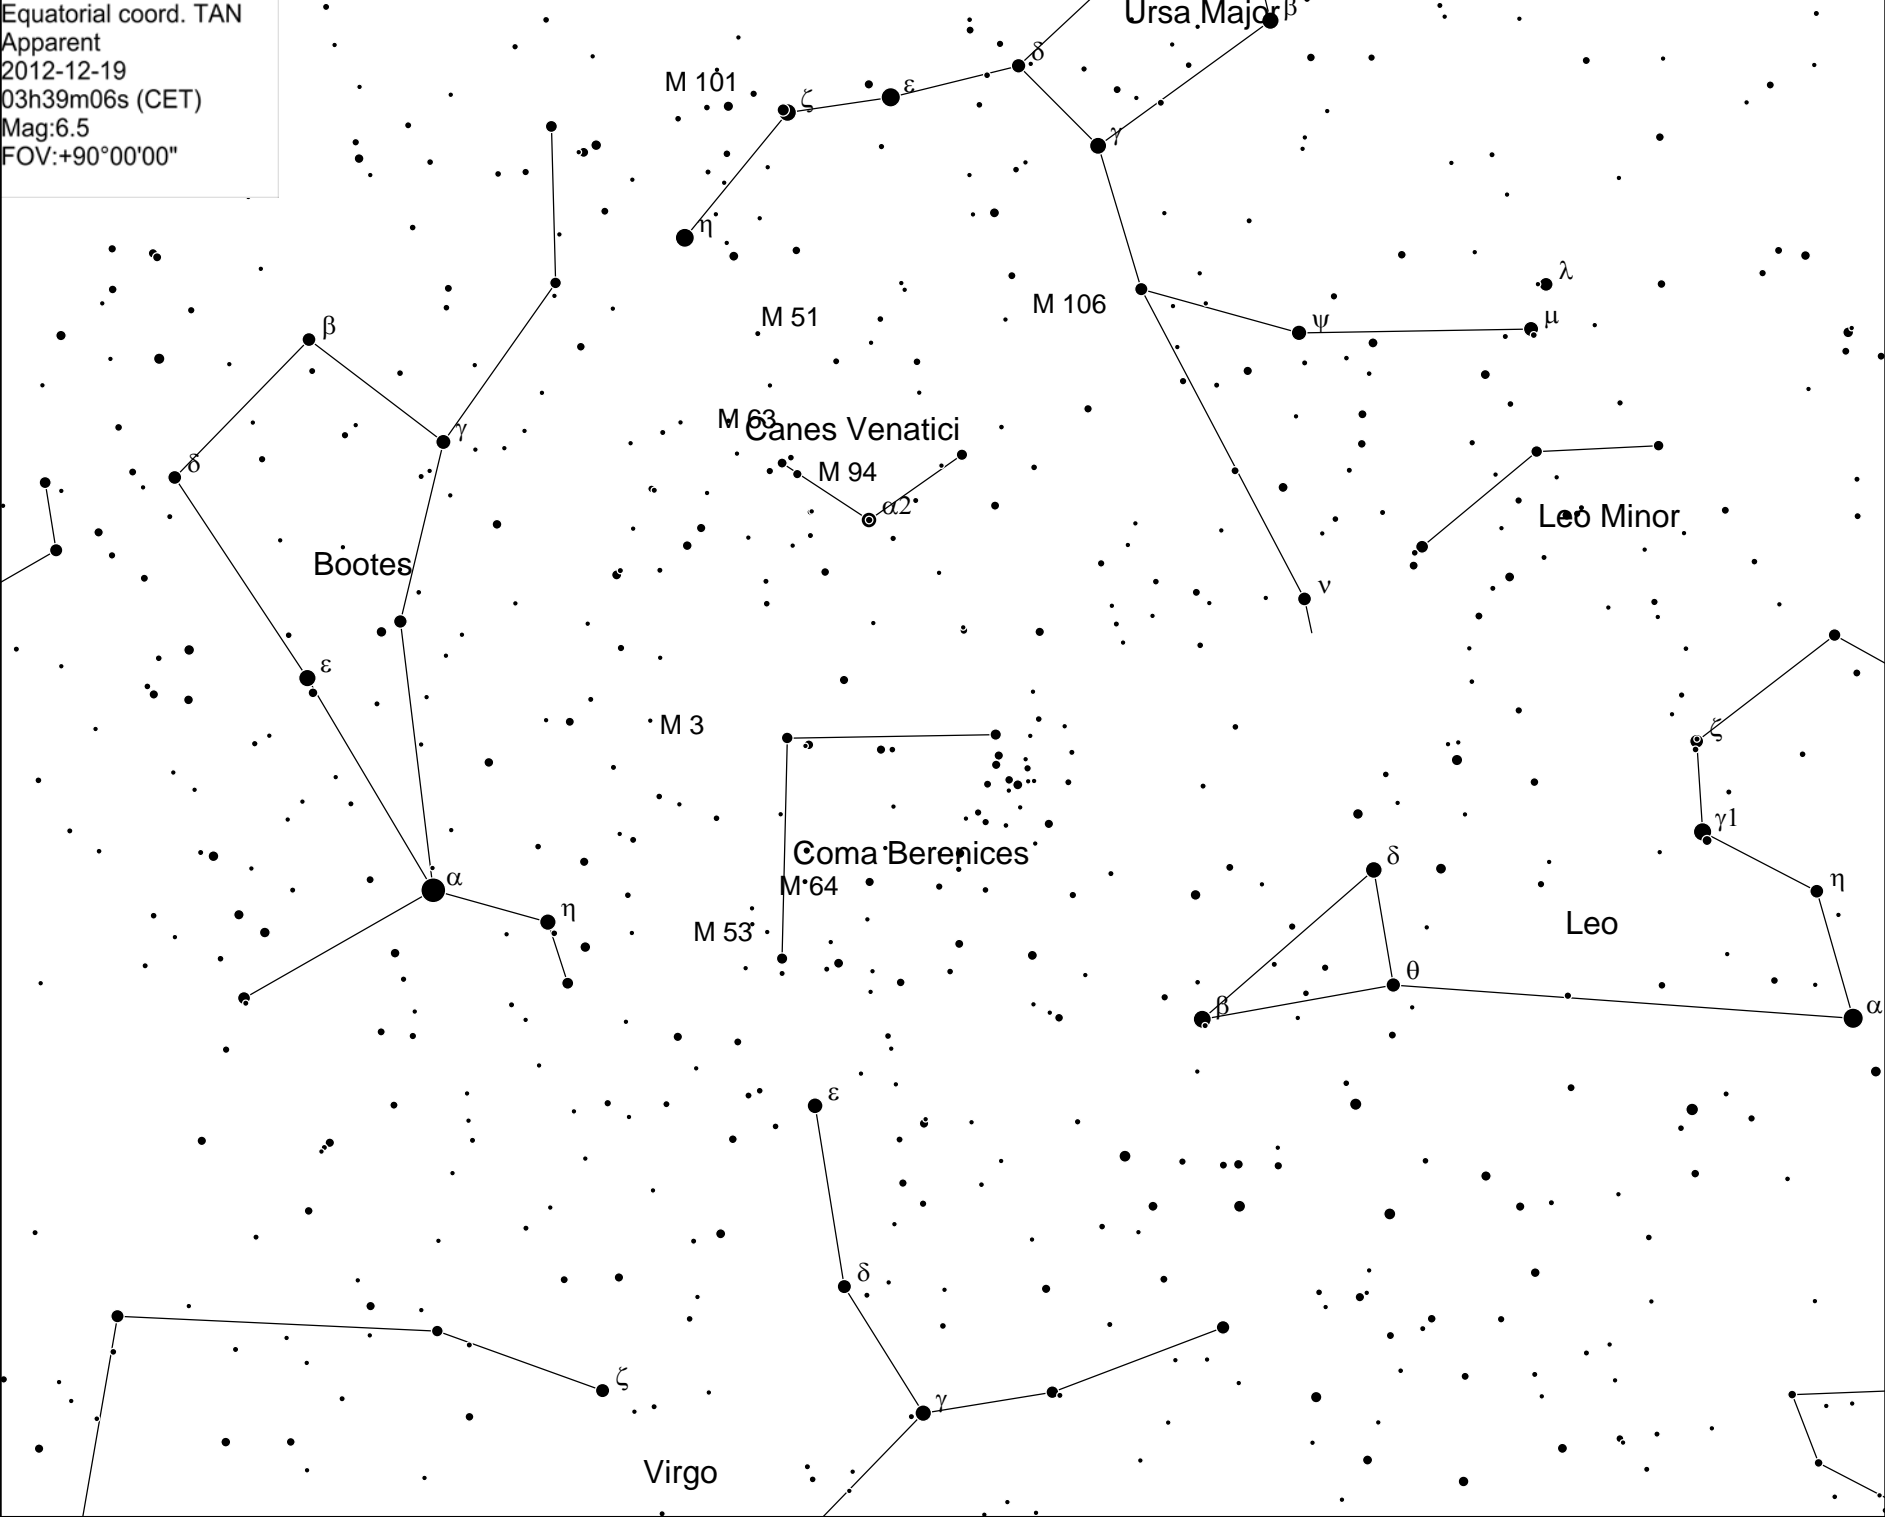 Equatorial coord. TAN
Apparent
2012-12-19
03h39m06s (CET)
Mag:6.5
FOV:+90°00'00"
Ursa Major
β
δ
M 101
ε
ζ
γ
η
λ
M 106
M 51
μ
ψ
β
M 63
Canes Venatici
γ
δ
M 94
α2
Leo Minor
Bootes
ν
ε
M 3
ζ
γ1
Coma Berenices
δ
α
M 64
η
η
Leo
M 53
θ
β
α
ε
δ
ζ
γ
Virgo